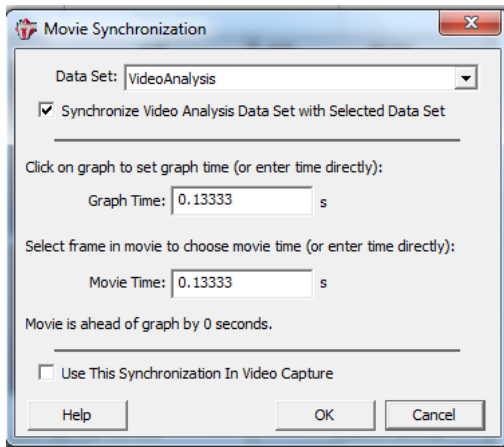 Movie Synchronization
Data Set: VideoAnalysis
Synchronize Video Analysis Data Set with Selected Data Set
Click on graph to set graph time (or enter time directly):
Graph Time: 0.13333 s
Select frame in movie to choose movie time (or enter time directly):
Movie Time: 0.13333 s
Movie is ahead of graph by 0 seconds.
Use This Synchronization In Video Capture
Help OK Cancel